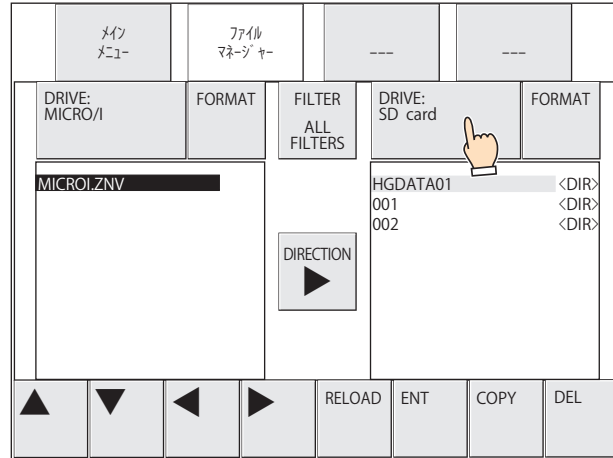 メイン
メニュー
ファイル
マネージャー
---
---
DRIVE:
MICRO/I
FORMAT
FILTER
ALL
FILTERS
DRIVE:
SD card
FORMAT
MICROI.ZNV
HGDATA01 <DIR>
001 <DIR>
002 <DIR>
DIRECTION
RELOAD
ENT
COPY
DEL